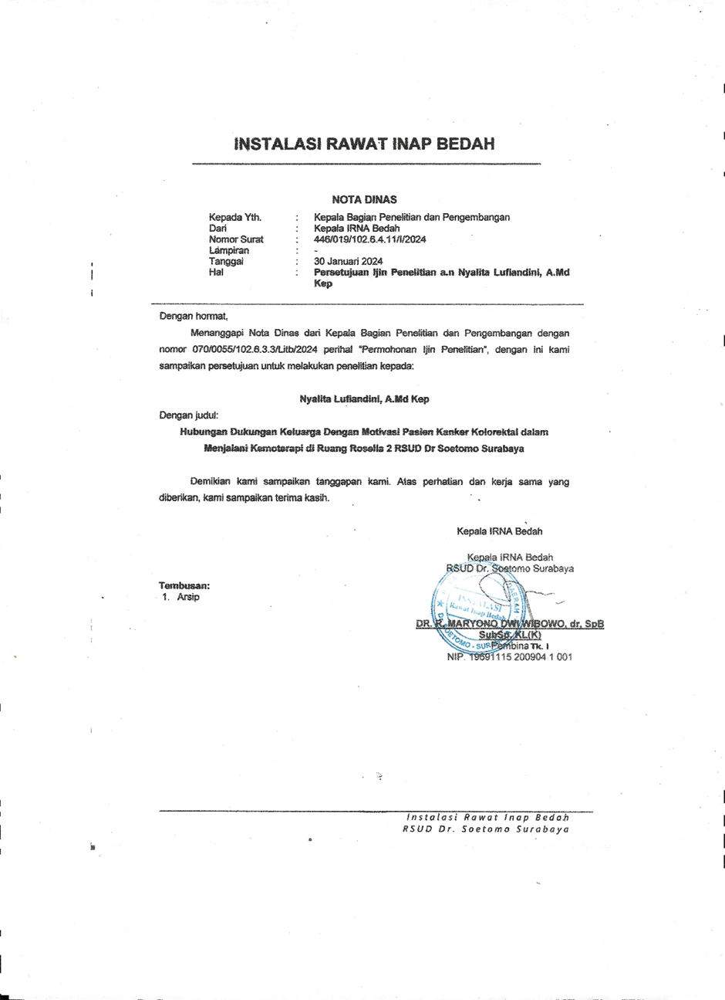 INSTALASI RAWAT INAP BEDAH
NOTA DINAS
Kepada Yth. : Kepala Bagian Penelitian dan Pengembangan
Dari : Kepala IRNA Bedah
Nomor Surat : 446/019/102.6.4.11/I/2024
Lampiran : -
Tanggal : 30 Januari 2024
Hal : Persetujuan Ijin Penelitian a.n Nyalita Lufiandini, A.Md
Kep
Dengan hormat,
Menanggapi Nota Dinas dari Kepala Bagian Penelitian dan Pengembangan dengan
nomor 070/0055/102.6.3.3/Litb/2024 perihal "Permohonan Ijin Penelitian", dengan ini kami
sampaikan persetujuan untuk melakukan penelitian kepada:
Nyalita Lufiandini, A.Md Kep
Dengan judul:
Hubungan Dukungan Keluarga Dengan Motivasi Pasien Kanker Kolorektal dalam
Menjalani Kemoterapi di Ruang Rosella 2 RSUD Dr Soetomo Surabaya
Demikian kami sampaikan tanggapan kami. Atas perhatian dan kerja sama yang
diberikan, kami sampaikan terima kasih.
Kepala IRNA Bedah
Kepala IRNA Bedah
RSUD Dr. Soetomo Surabaya
Tembusan:
1. Arsip
DAERAH
INSTALASI
Rawat Inap Bedah
SOETOMO - SUR
DR. R. MARYONO DWI WIBOWO, dr, SpB
SubSp. KL(K)
Pembina Tk. I
NIP. 19691115 200904 1 001
Instalasi Rawat Inap Bedah
RSUD Dr. Soetomo Surabaya